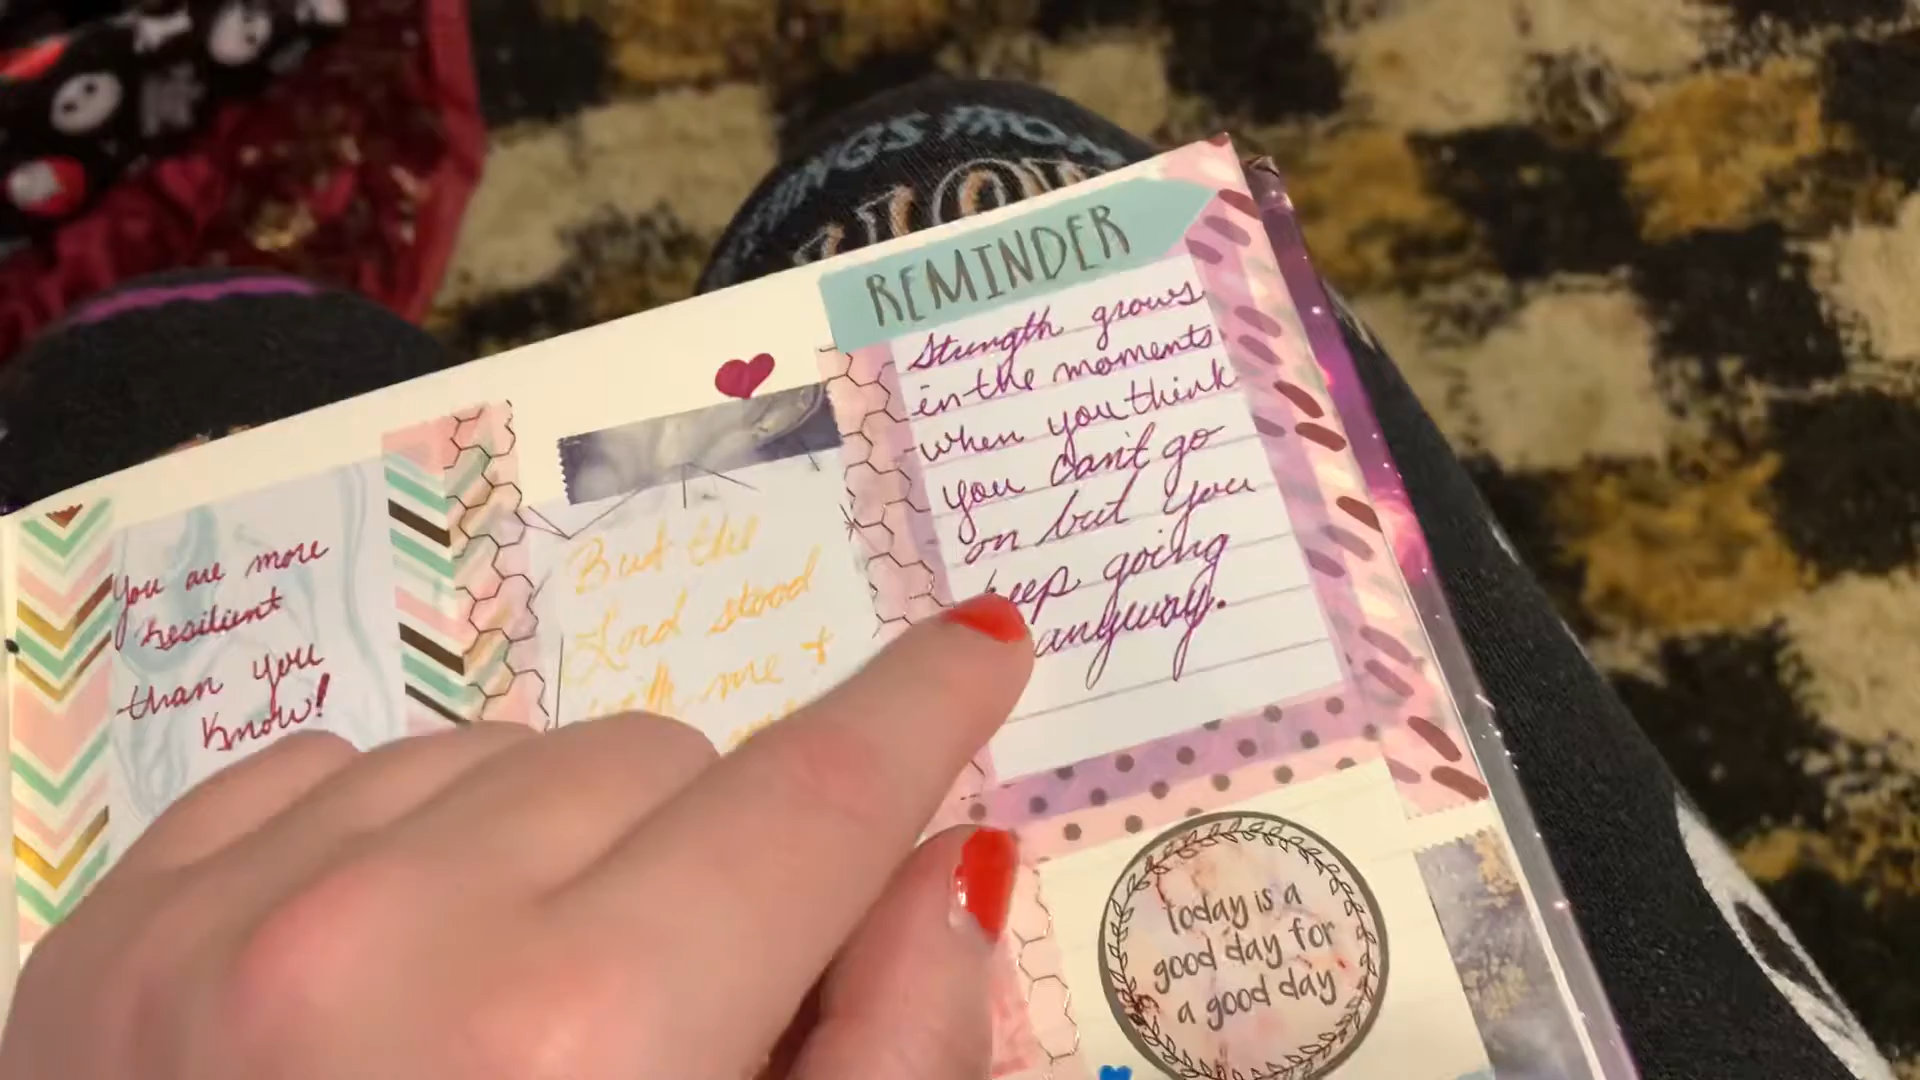 REMINDER
Strength grows
in the moments
when you think
you can't go
on but you
keep going
anyway.
You are more
resilient
than you
know!
But the
Lord stood
with me +
Today is a
good day for
a good day